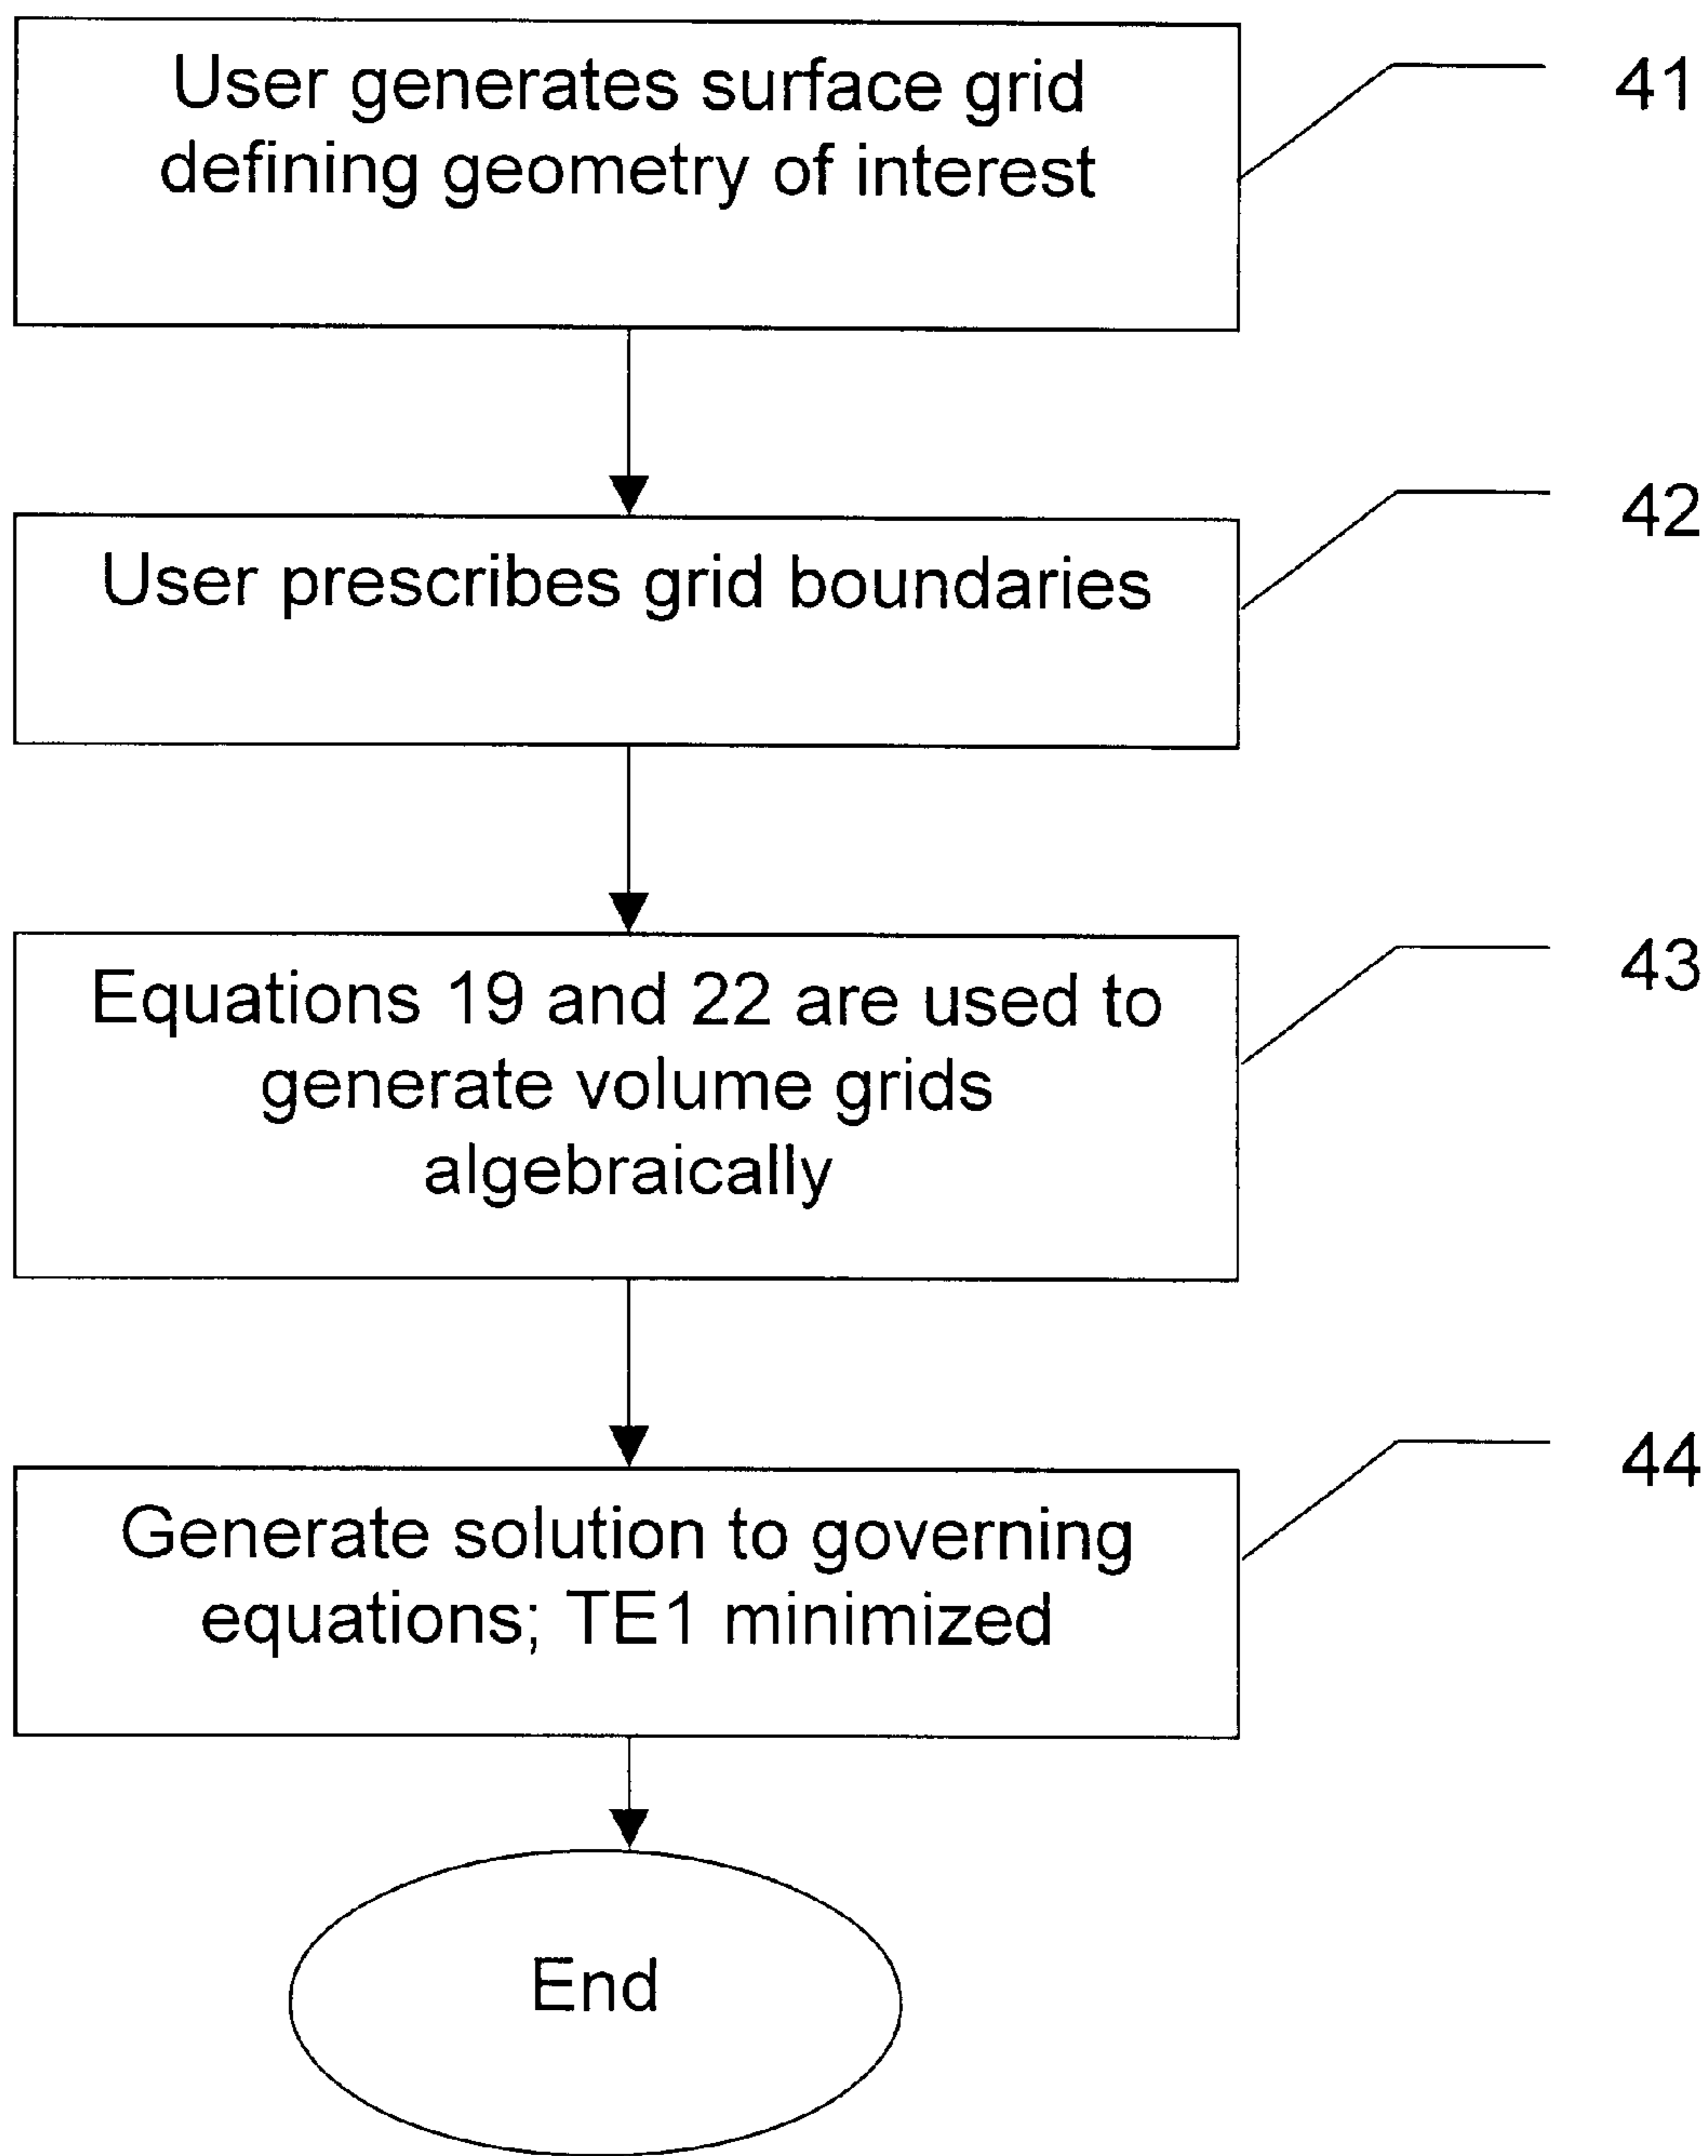 User generates surface grid
defining geometry of interest
41
User prescribes grid boundaries
42
Equations 19 and 22 are used to
generate volume grids
algebraically
43
Generate solution to governing
equations; TE1 minimized
44
End